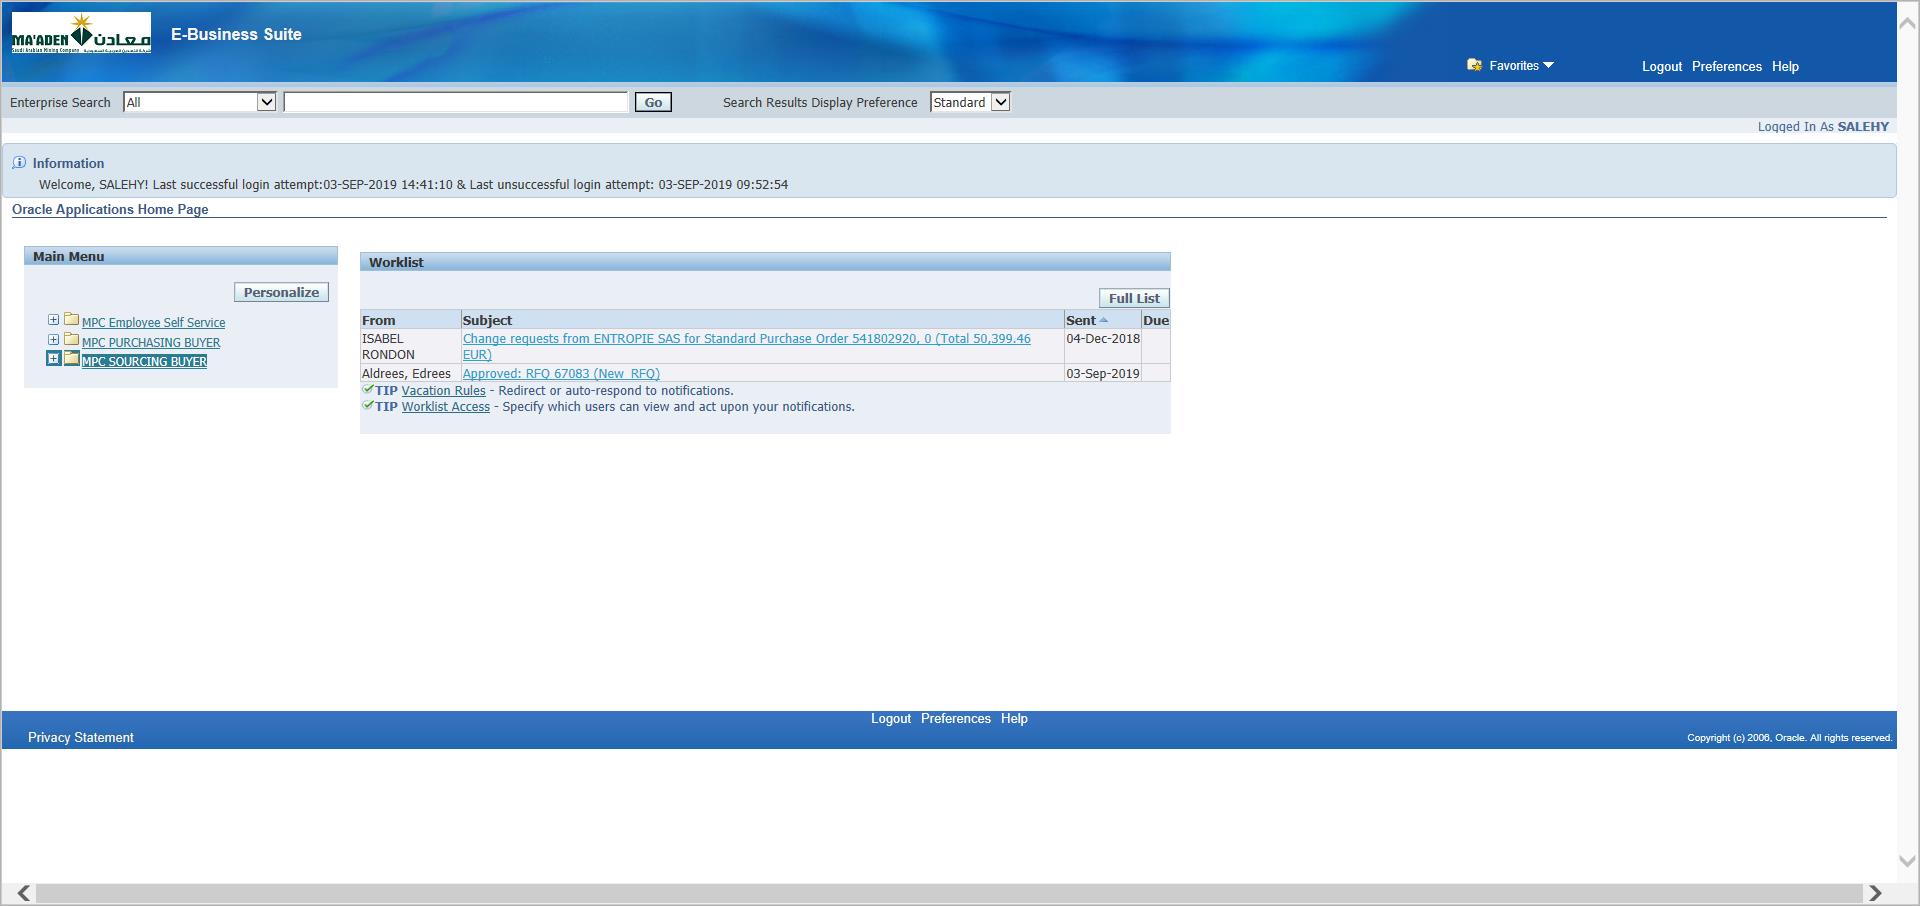 MA'ADEN معادن
Saudi Arabian Mining Company
E-Business Suite
Favorites
Logout Preferences Help
Enterprise Search All Go Search Results Display Preference Standard
Logged In As SALEHY
Information
Welcome, SALEHY! Last successful login attempt:03-SEP-2019 14:41:10 & Last unsuccessful login attempt: 03-SEP-2019 09:52:54
Oracle Applications Home Page
Main Menu
Personalize
MPC Employee Self Service
MPC PURCHASING BUYER
MPC SOURCING BUYER
Worklist
Full List
From Subject Sent Due
ISABEL RONDON Change requests from ENTROPIE SAS for Standard Purchase Order 541802920, 0 (Total 50,399.46 EUR) 04-Dec-2018
Aldrees, Edrees Approved: RFQ 67083 (New_RFQ) 03-Sep-2019
TIP Vacation Rules - Redirect or auto-respond to notifications.
TIP Worklist Access - Specify which users can view and act upon your notifications.
Logout Preferences Help
Privacy Statement
Copyright (c) 2006, Oracle. All rights reserved.